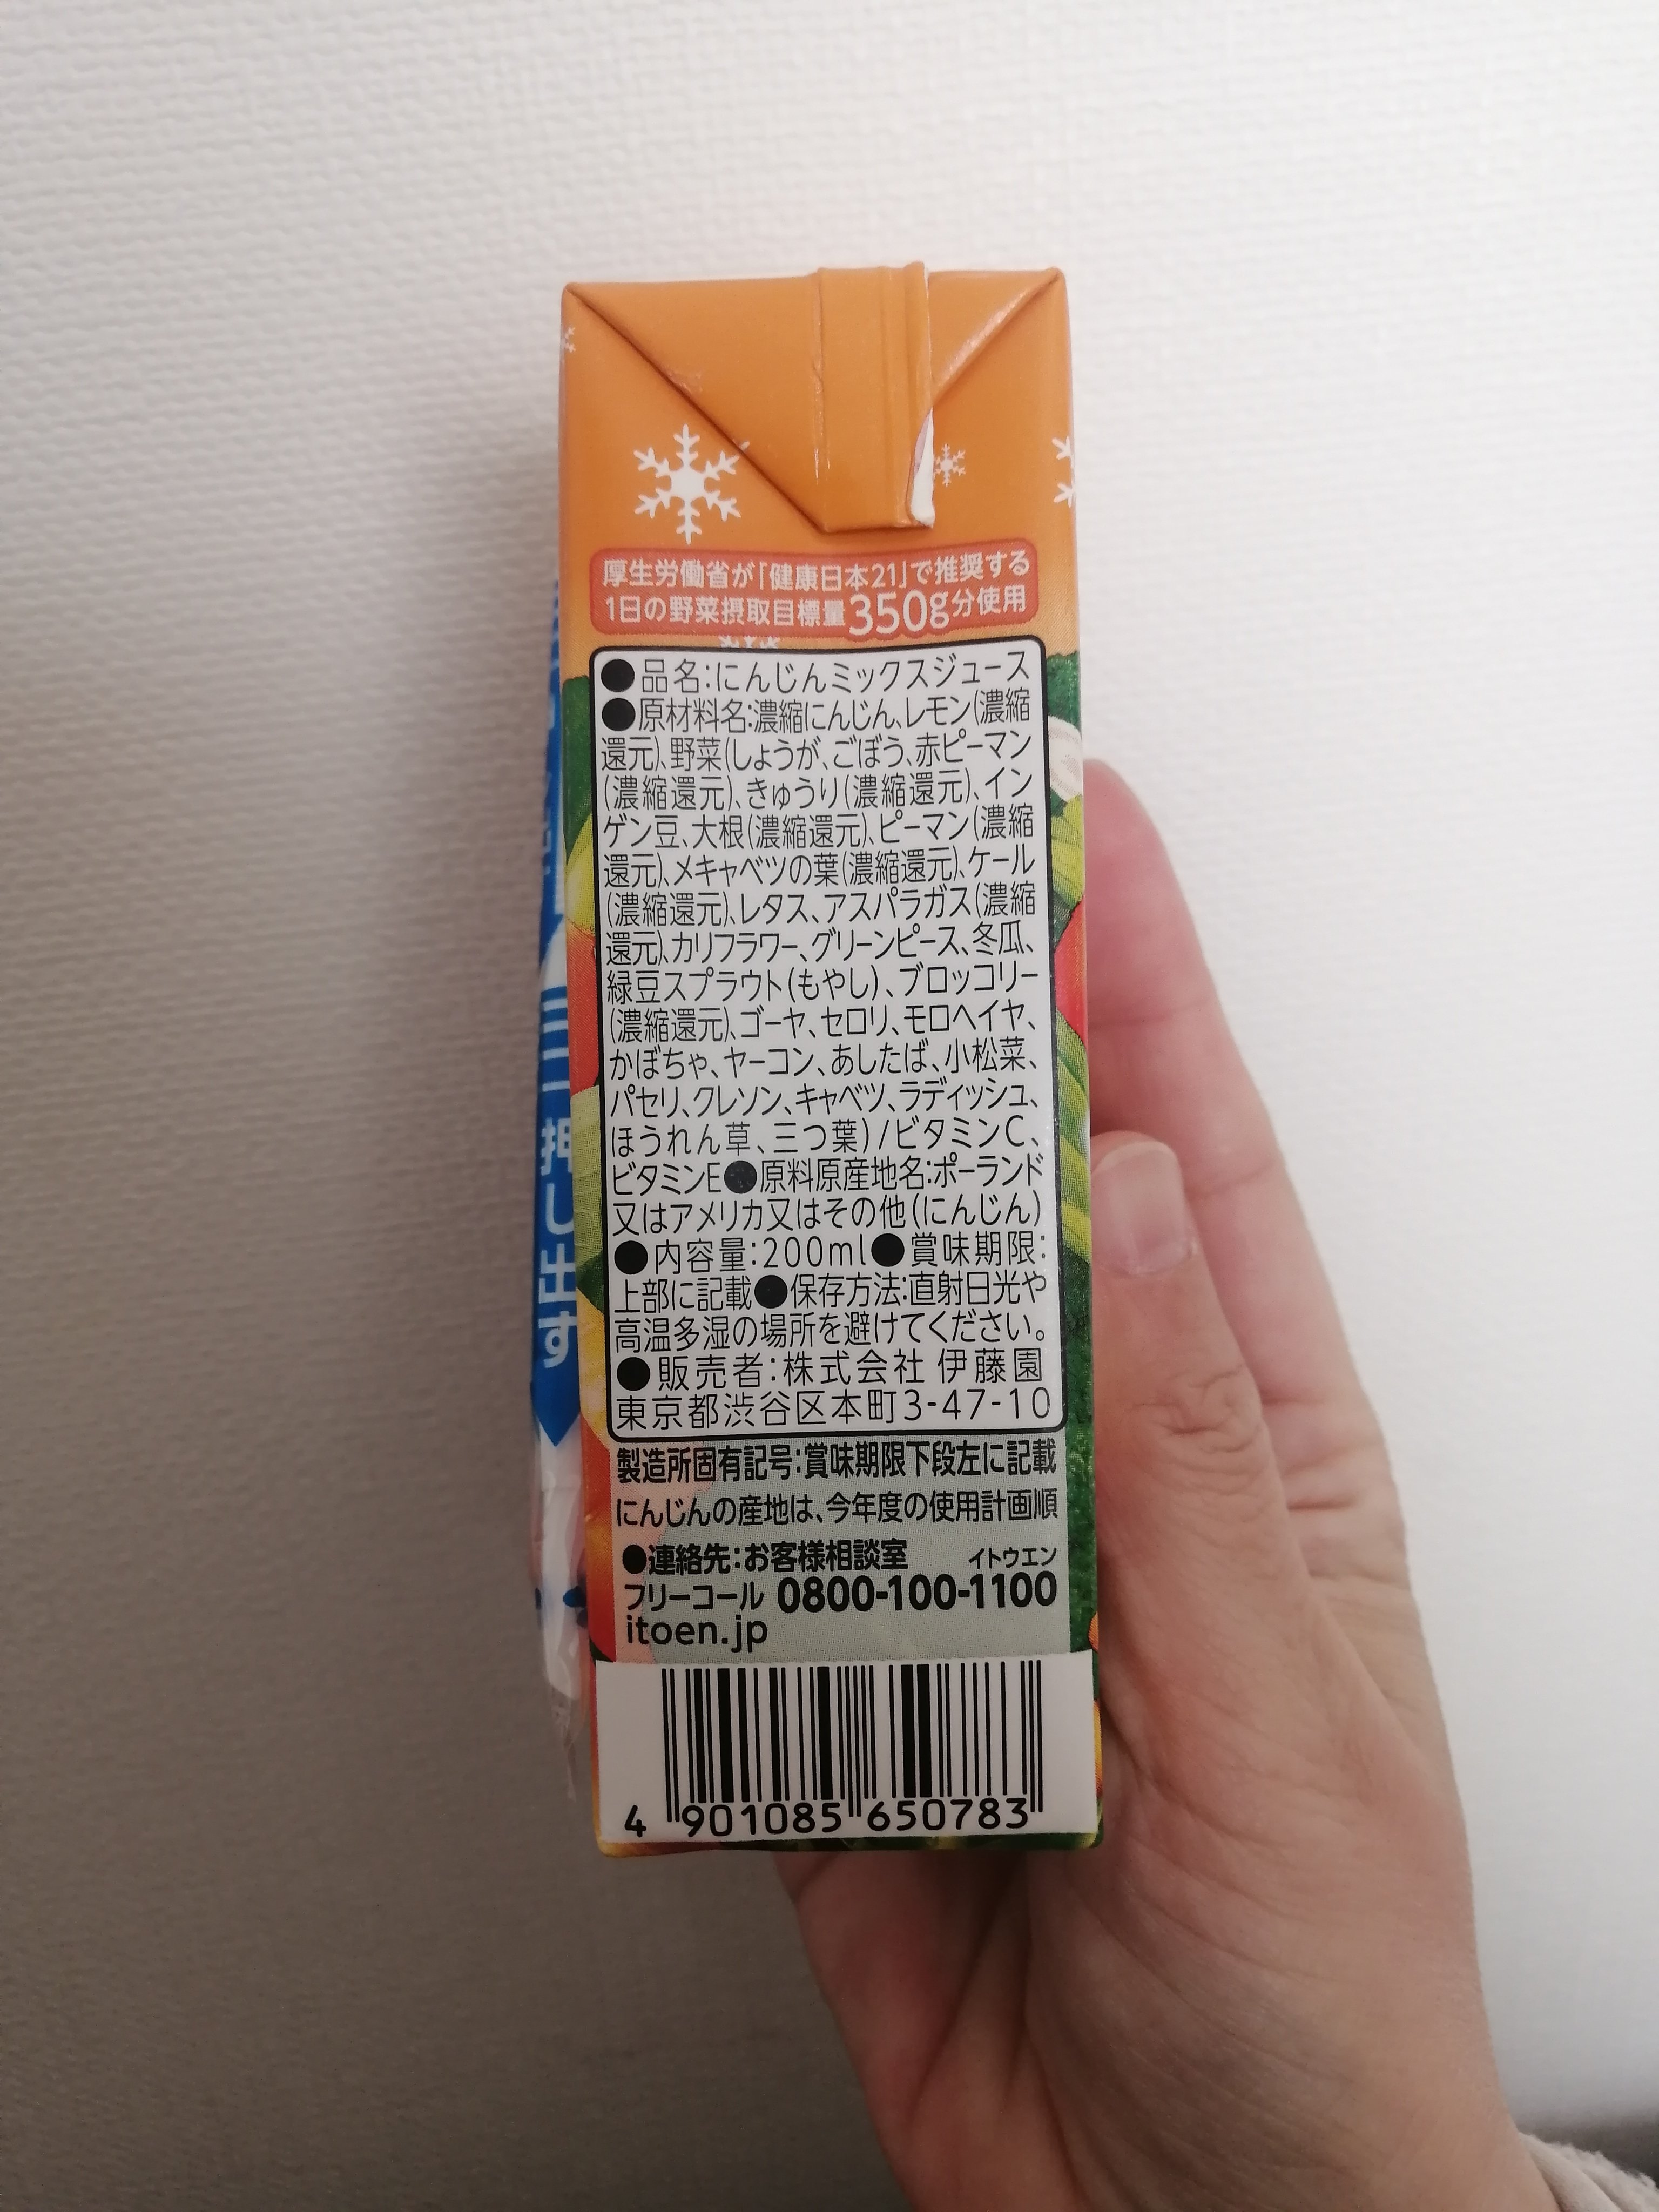 厚生労働省が「健康日本21」で推奨する
1日の野菜摂取目標量350g分使用
●品名:にんじんミックスジュース
●原材料名:濃縮にんじん、レモン(濃縮
還元)、野菜(しょうが、ごぼう、赤ピーマン
(濃縮還元)、きゅうり(濃縮還元)、イン
ゲン豆、大根(濃縮還元)、ピーマン(濃縮
還元)、メキャベツの葉(濃縮還元)、ケール
(濃縮還元)、レタス、アスパラガス(濃縮
還元)、カリフラワー、グリーンピース、冬瓜、
緑豆スプラウト(もやし)、ブロッコリー
(濃縮還元)、ゴーヤ、セロリ、モロヘイヤ、
かぼちゃ、ヤーコン、あしたば、小松菜、
パセリ、クレソン、キャベツ、ラディッシュ、
ほうれん草、三つ葉)/ビタミンC、
ビタミンE●原料原産地名:ポーランド
又はアメリカ又はその他(にんじん)
●内容量:200ml●賞味期限:
上部に記載●保存方法:直射日光や
高温多湿の場所を避けてください。
●販売者:株式会社 伊藤園
東京都渋谷区本町3-47-10
製造所固有記号:賞味期限下段左に記載
にんじんの産地は、今年度の使用計画順
●連絡先:お客様相談室 イトウエン
フリーコール 0800-100-1100
itoen.jp
4 901085 650783
押し出す